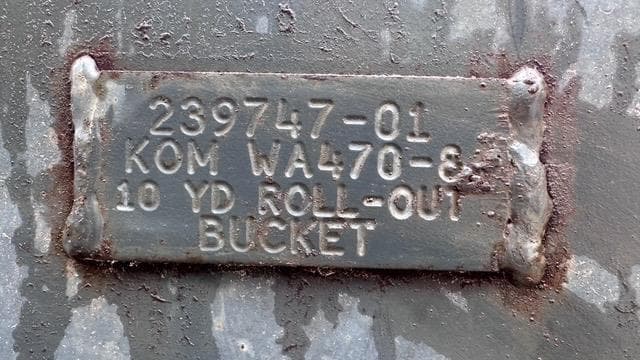 239747-01
KOM WA470-8
10 YD ROLL-OUT
BUCKET